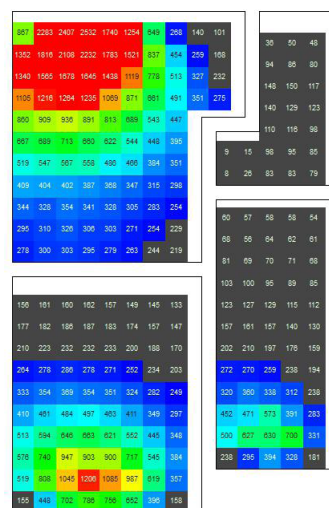 867 2283 2407 2532 1740 1254 649 268 140 101
1352 1816 2108 2232 1783 1521 837 454 259 168
1340 1565 1678 1645 1438 1119 778 513 327 232
1105 1216 1264 1235 1069 871 661 491 351 275
860 909 936 891 813 689 543 447
667 689 713 660 622 544 448 395
519 547 567 558 486 466 384 351
409 404 402 387 368 347 315 298
344 328 354 341 328 305 283 254
295 310 326 306 303 271 254 229
278 300 303 295 279 263 244 219
36 50 48
94 86 80
148 150 117
140 129 123
110 116 98
9 15 98 95 85
8 26 83 83 79
156 161 160 162 157 149 145 133
177 182 186 187 183 174 157 147
210 223 232 232 233 200 188 170
264 278 286 278 271 252 234 203
333 354 369 354 351 324 282 249
410 461 484 497 463 411 349 297
513 594 646 663 621 552 445 348
576 740 947 903 900 717 545 384
519 808 1045 1206 1085 987 619 357
155 448 702 786 756 652 396 158
60 57 58 58 54
68 56 64 62 61
81 69 70 71 68
103 100 95 89 85
123 127 129 115 112
157 161 157 140 130
202 210 197 176 159
272 270 259 238 194
320 360 338 312 238
452 471 573 391 283
500 627 630 700 331
238 295 394 328 181